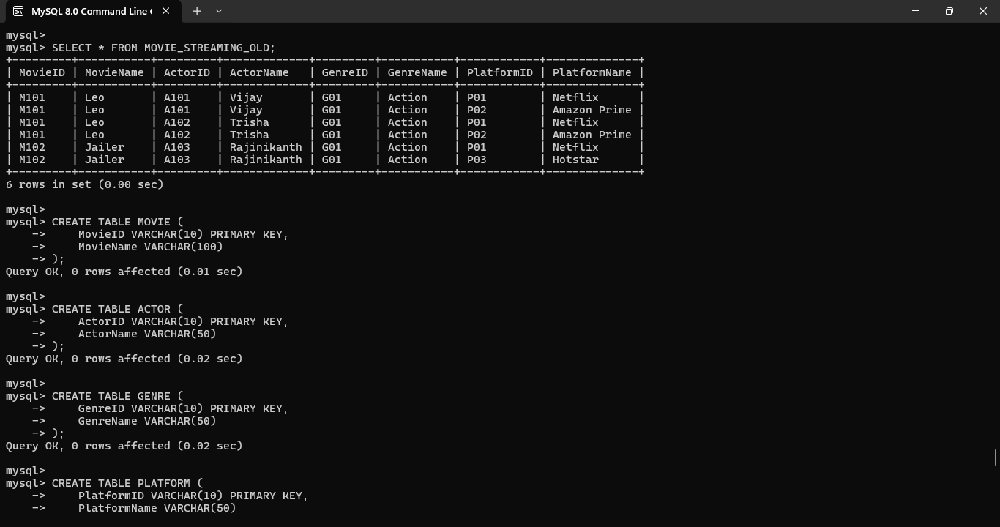 MySQL 8.0 Command Line
mysql>
mysql> SELECT * FROM MOVIE_STREAMING_OLD;
+---------+-----------+---------+-------------+---------+-----------+------------+--------------+
| MovieID | MovieName | ActorID | ActorName   | GenreID | GenreName | PlatformID | PlatformName |
+---------+-----------+---------+-------------+---------+-----------+------------+--------------+
| M101    | Leo       | A101    | Vijay       | G01     | Action    | P01        | Netflix      |
| M101    | Leo       | A101    | Vijay       | G01     | Action    | P02        | Amazon Prime |
| M101    | Leo       | A102    | Trisha      | G01     | Action    | P01        | Netflix      |
| M101    | Leo       | A102    | Trisha      | G01     | Action    | P02        | Amazon Prime |
| M102    | Jailer    | A103    | Rajinikanth | G01     | Action    | P01        | Netflix      |
| M102    | Jailer    | A103    | Rajinikanth | G01     | Action    | P03        | Hotstar      |
+---------+-----------+---------+-------------+---------+-----------+------------+--------------+
6 rows in set (0.00 sec)
mysql>
mysql> CREATE TABLE MOVIE (
    ->     MovieID VARCHAR(10) PRIMARY KEY,
    ->     MovieName VARCHAR(100)
    -> );
Query OK, 0 rows affected (0.01 sec)
mysql>
mysql> CREATE TABLE ACTOR (
    ->     ActorID VARCHAR(10) PRIMARY KEY,
    ->     ActorName VARCHAR(50)
    -> );
Query OK, 0 rows affected (0.02 sec)
mysql>
mysql> CREATE TABLE GENRE (
    ->     GenreID VARCHAR(10) PRIMARY KEY,
    ->     GenreName VARCHAR(50)
    -> );
Query OK, 0 rows affected (0.02 sec)
mysql>
mysql> CREATE TABLE PLATFORM (
    ->     PlatformID VARCHAR(10) PRIMARY KEY,
    ->     PlatformName VARCHAR(50)